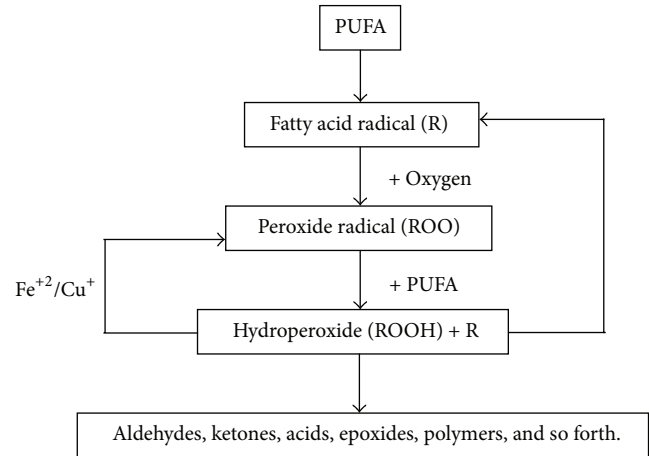 PUFA
Fatty acid radical (R)
+ Oxygen
Peroxide radical (ROO)
Fe⁺²/Cu⁺
+ PUFA
Hydroperoxide (ROOH) + R
Aldehydes, ketones, acids, epoxides, polymers, and so forth.